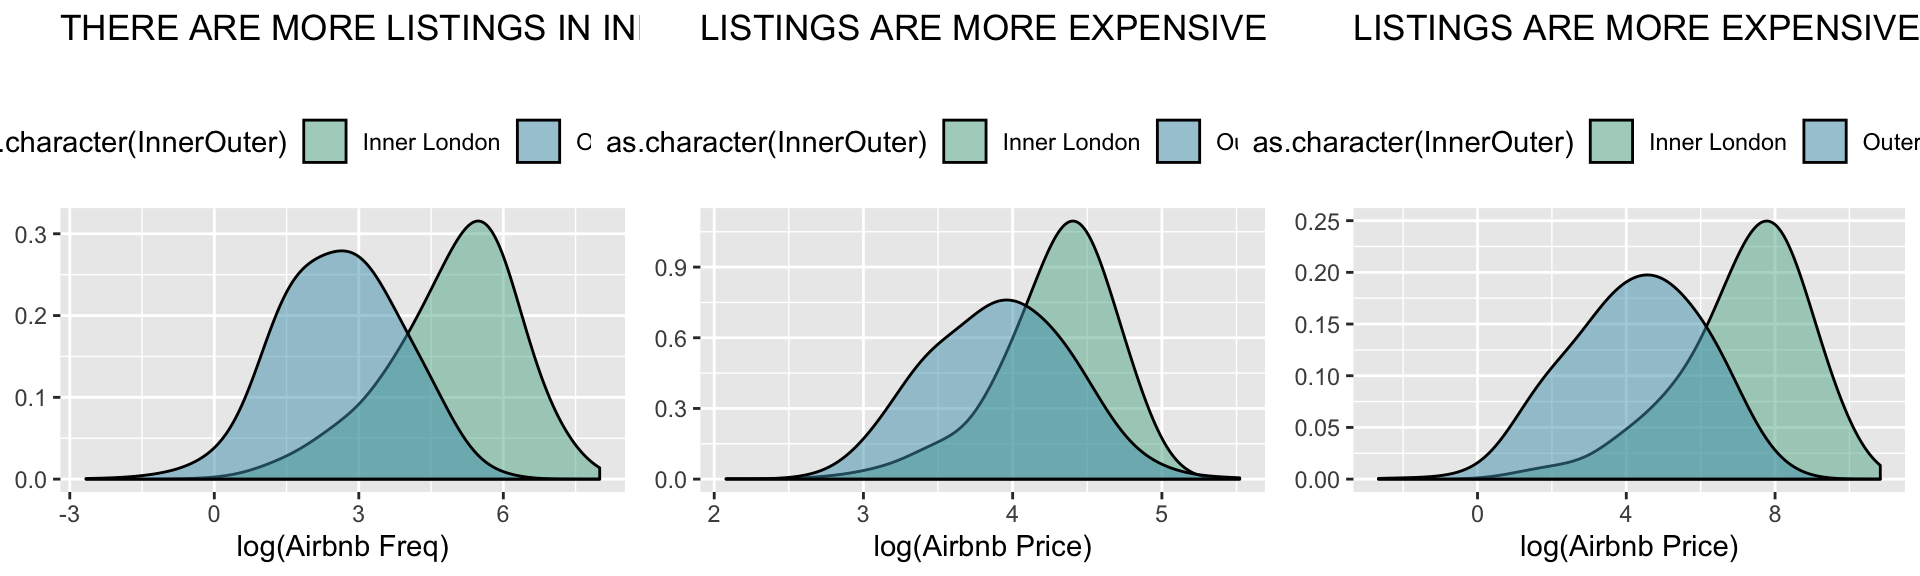 THERE ARE MORE LISTINGS IN
.character(InnerOuter) Inner London
0.3
0.2
0.1
0.0
-3 0 3 6
log(Airbnb Freq)
LISTINGS ARE MORE EXPENSIVE
as.character(InnerOuter) Inner London
0.9
0.6
0.3
0.0
2 3 4 5
log(Airbnb Price)
LISTINGS ARE MORE EXPENSIVE
as.character(InnerOuter) Inner London Outer
0.25
0.20
0.15
0.10
0.05
0.00
0 4 8
log(Airbnb Price)